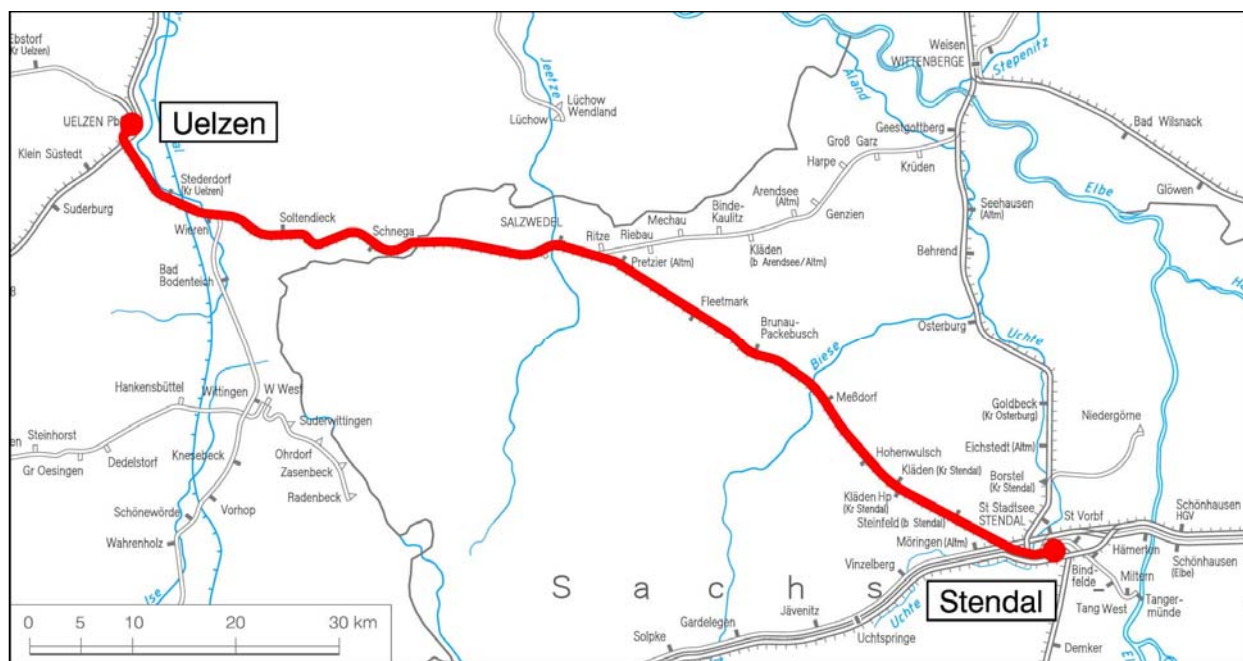 Ebstorf
(Kr Uelzen)
UELZEN Pb
Uelzen
Klein Süstedt
Suderburg
Stederdorf
(Kr Uelzen)
Wieren
Soltendieck
Schnega
Bad
Bodenteich
Jeetze
Lüchow
Wendland
Lüchow
SALZWEDEL
Ritze
Riebau
Pretzier (Altm)
Mechau
Binde-
Kaulitz
Kläden
(b Arendsee/Altm)
Arendsee
(Altm)
Genzien
Harpe
Groß Garz
Krüden
Geestgottberg
Aland
Weisen
WITTENBERGE
Stepenitz
Bad Wilsnack
Glöwen
Elbe
Seehausen
(Altm)
Behrend
Osterburg
Uchte
Fleetmark
Brunau-
Packebusch
Biese
Meßdorf
Hohenwulsch
Kläden (Kr Stendal)
Kläden Hp
(Kr Stendal)
Steinfeld (b Stendal)
Möringen (Altm)
Vinzelberg
Goldbeck
(Kr Osterburg)
Eichstedt (Altm)
Borstel
(Kr Stendal)
Niedergörne
St Stadtsee
STENDAL
St Vorbf
Schönhausen
HGV
Hämerten
Schönhausen
(Elbe)
Bind-
felde
Miltern
Tang West
Tanger-
münde
Demker
Stendal
Hankensbüttel
Wittingen
W West
Steinhorst
Gr Oesingen
Dedelstorf
Knesebeck
Suderwittingen
Ohrdorf
Zasenbeck
Radenbeck
Schönewörde
Vorhop
Wahrenholz
Ise
Sachs
Uchte
Jävenitz
Uchtspringe
Gardelegen
Solpke
0 10 20 30 km